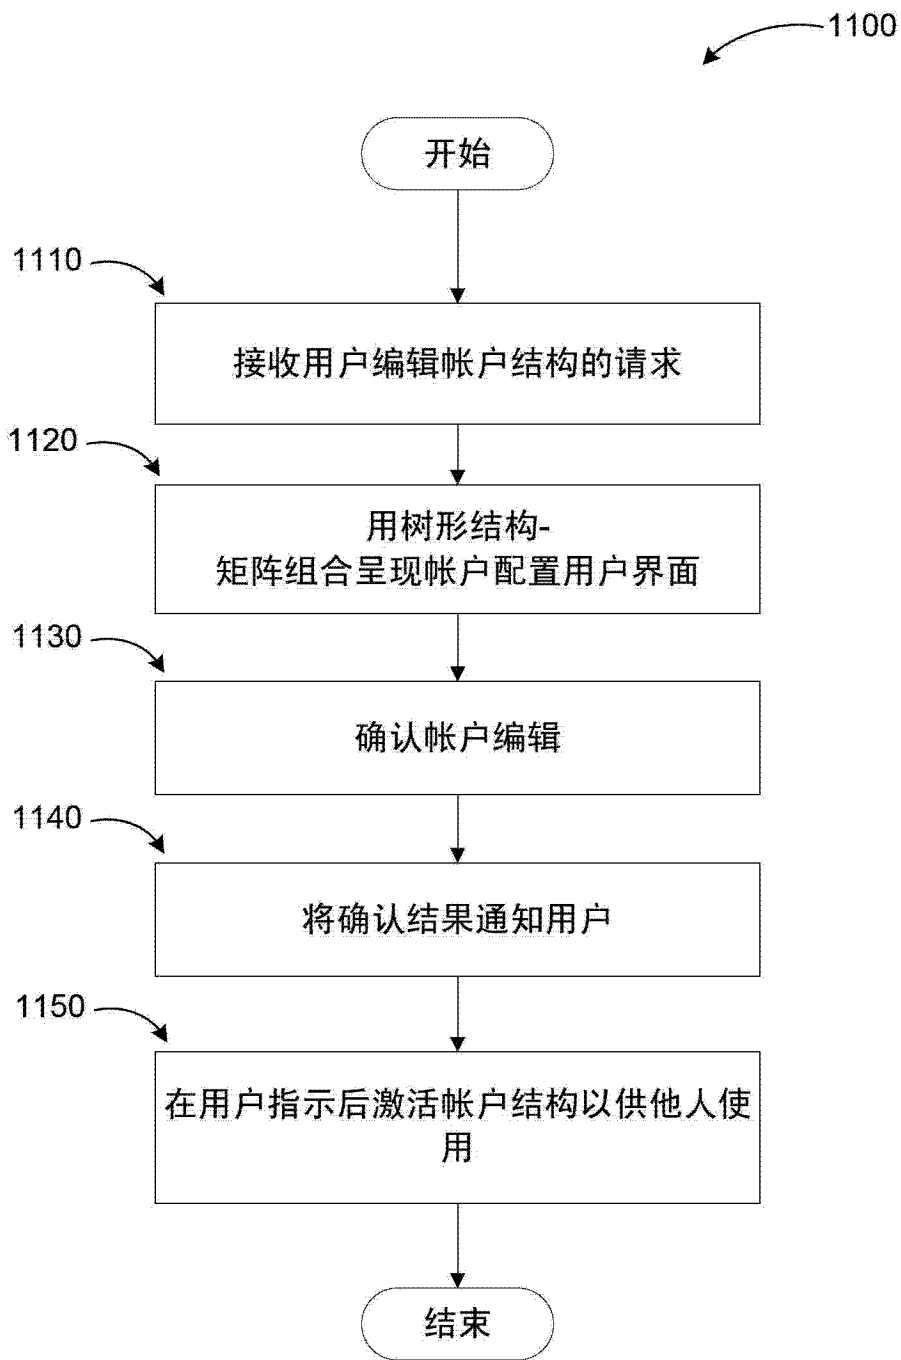 1100
开始
1110
接收用户编辑帐户结构的请求
1120
用树形结构-
矩阵组合呈现帐户配置用户界面
1130
确认帐户编辑
1140
将确认结果通知用户
1150
在用户指示后激活帐户结构以供他人使
用
结束